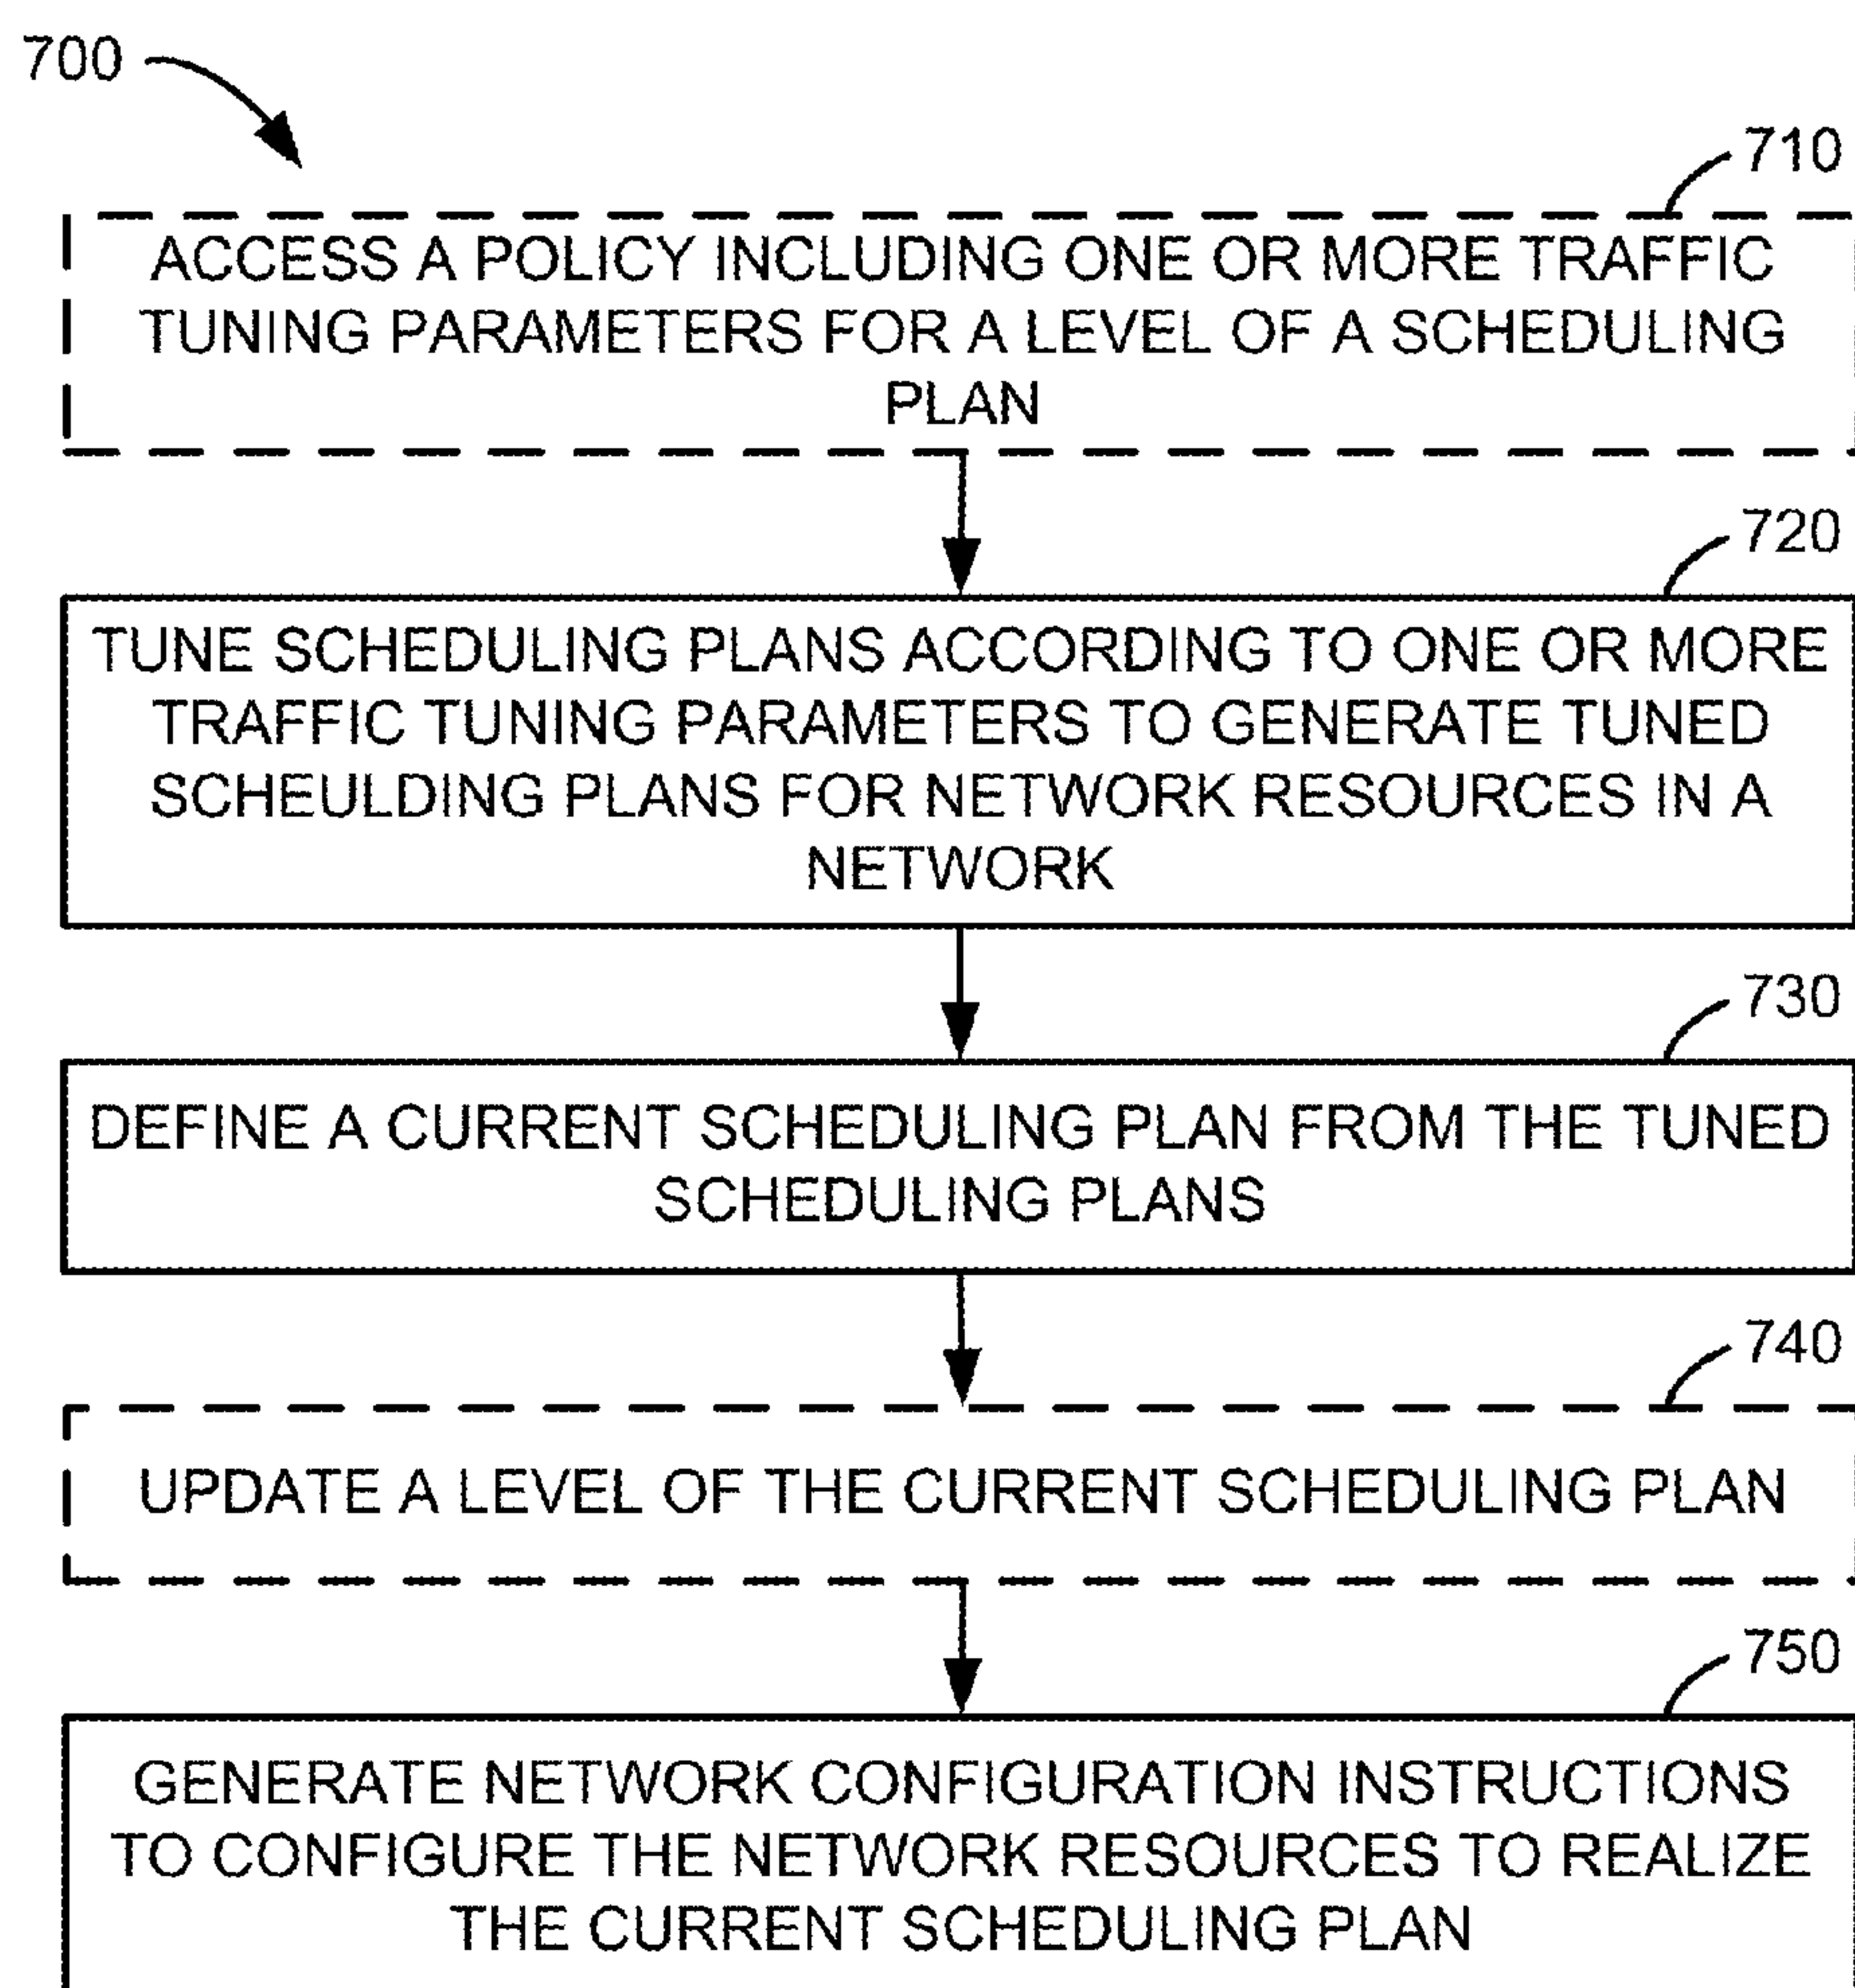 700
710
ACCESS A POLICY INCLUDING ONE OR MORE TRAFFIC
TUNING PARAMETERS FOR A LEVEL OF A SCHEDULING
PLAN
720
TUNE SCHEDULING PLANS ACCORDING TO ONE OR MORE
TRAFFIC TUNING PARAMETERS TO GENERATE TUNED
SCHEULDING PLANS FOR NETWORK RESOURCES IN A
NETWORK
730
DEFINE A CURRENT SCHEDULING PLAN FROM THE TUNED
SCHEDULING PLANS
740
UPDATE A LEVEL OF THE CURRENT SCHEDULING PLAN
750
GENERATE NETWORK CONFIGURATION INSTRUCTIONS
TO CONFIGURE THE NETWORK RESOURCES TO REALIZE
THE CURRENT SCHEDULING PLAN